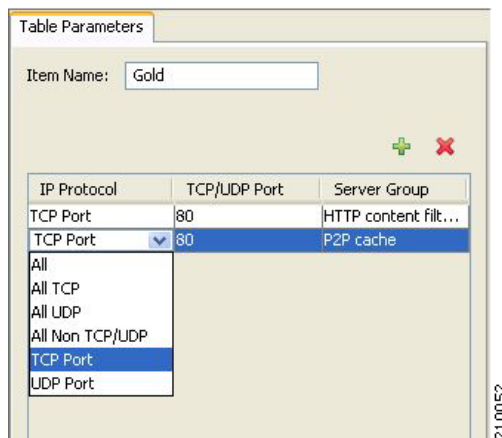 Table Parameters
Item Name: Gold
IP Protocol TCP/UDP Port Server Group
TCP Port 80 HTTP content filt...
TCP Port 80 P2P cache
All
All TCP
All UDP
All Non TCP/UDP
TCP Port
UDP Port
210052